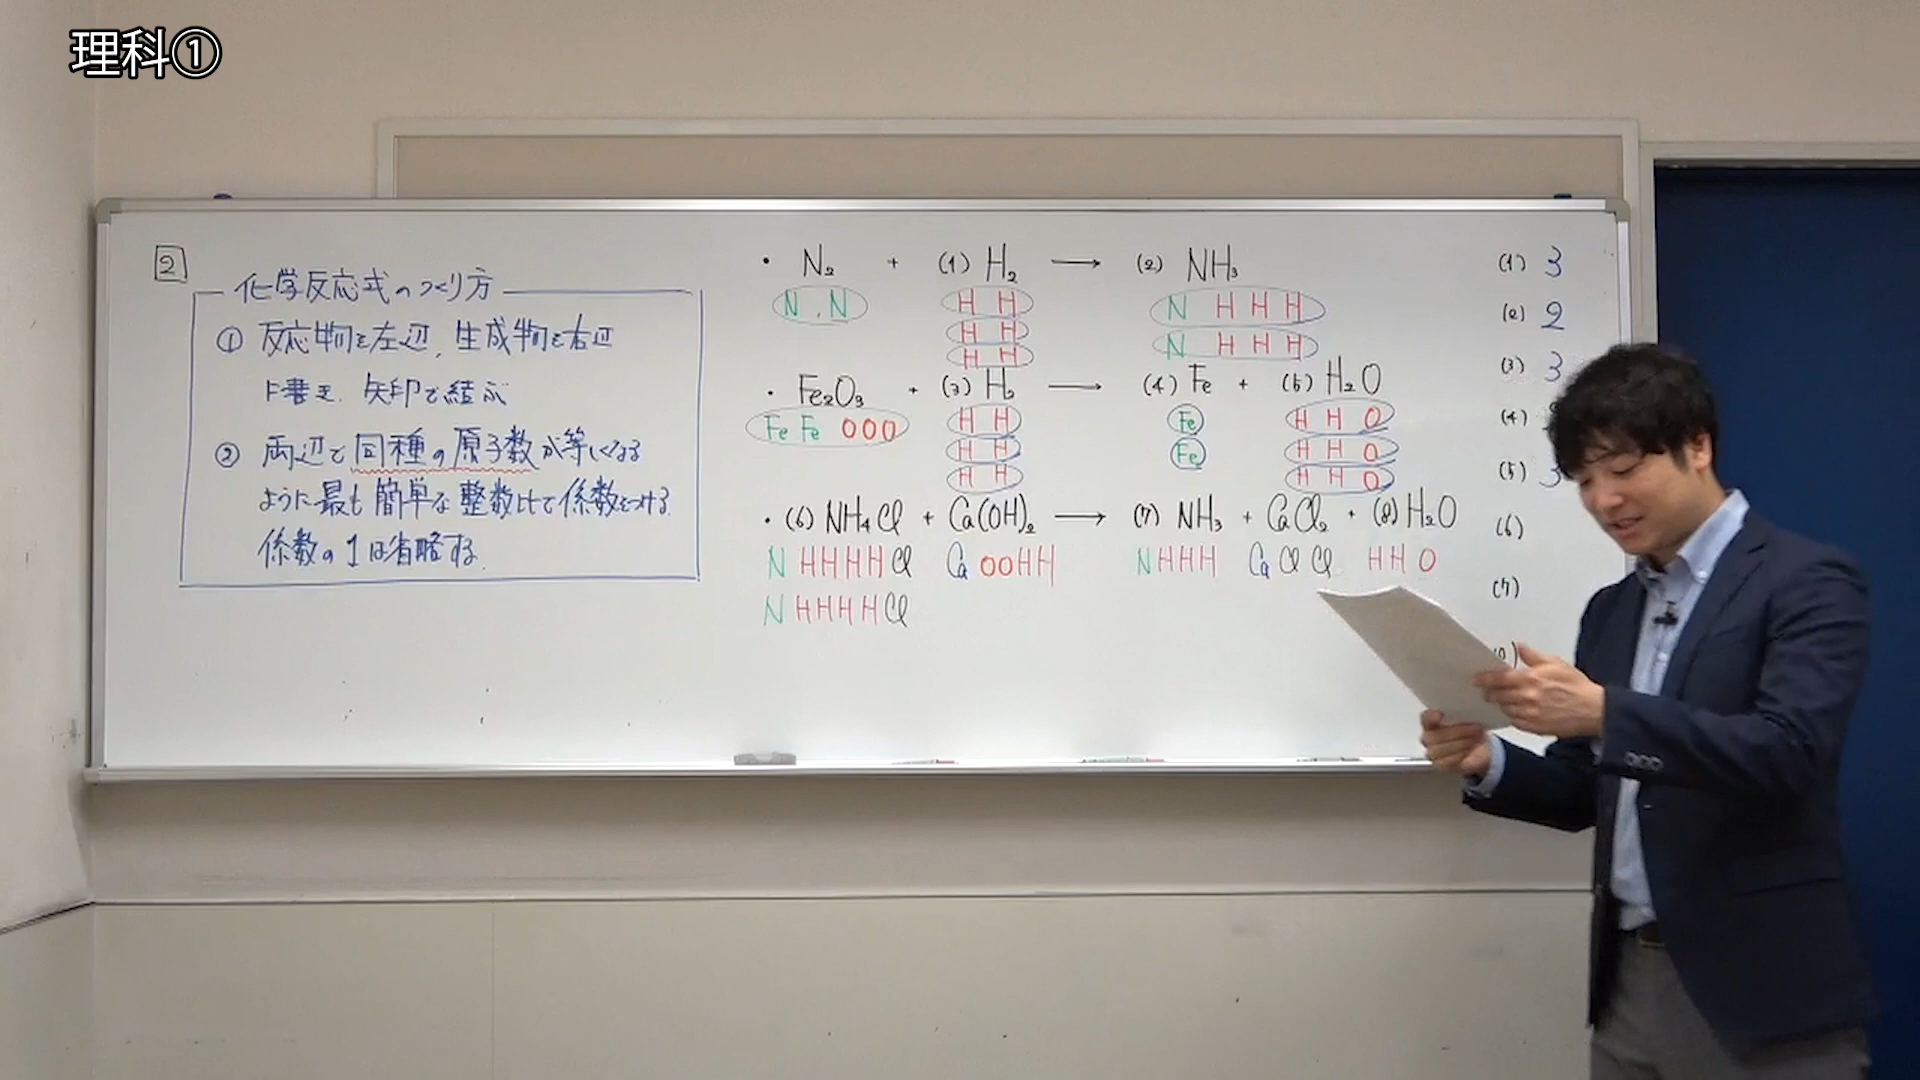 理科①
2
化学反応式のつくり方
① 反応物を左辺, 生成物を右辺
に書き, 矢印で結ぶ
② 両辺で同種の原子数が等しくなる
ように最も簡単な整数比で係数をつける.
係数の1は省略する.
・ N₂ + (1) H₂ ⟶ (2) NH₃
N , N H H N H H H
H H
H H N H H H
・ Fe₂O₃ + (3) H₂ ⟶ (4) Fe + (5) H₂O
Fe Fe O O O H H Fe H H O
H H Fe H H O
H H H H O
・ (6) NH₄Cl + Ca(OH)₂ ⟶ (7) NH₃ + CaCl₂ + (8) H₂O
N H H H H Cl Ca O O H H N H H H Ca Cl Cl H H O
N H H H H Cl
(1) 3
(2) 2
(3) 3
(4)
(5) 3
(6)
(7)